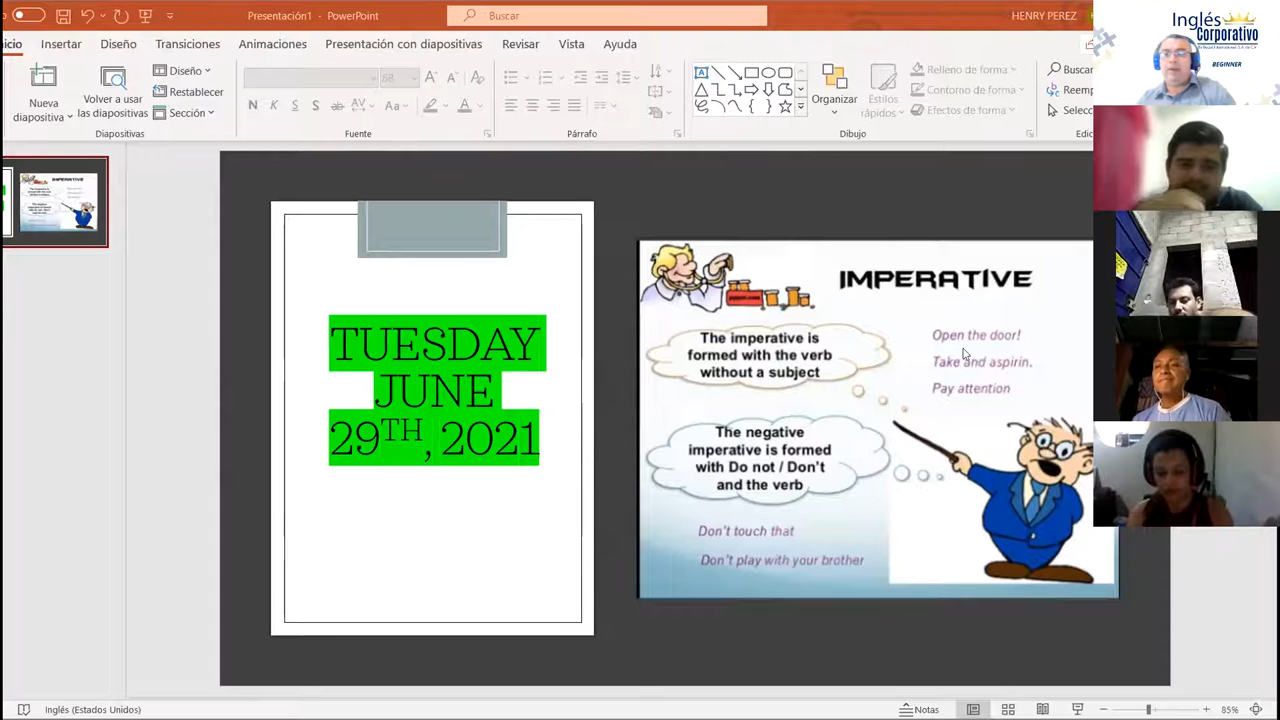 Presentación1 - PowerPoint
Buscar
HENRY PEREZ
Inglés
Corporativo
BEGINNER
icio
Insertar
Diseño
Transiciones
Animaciones
Presentación con diapositivas
Revisar
Vista
Ayuda
Nueva
diapositiva
Volver a usar
las diapositivas
Diseño
Restablecer
Sección
Diapositivas
58
Fuente
Párrafo
Organizar
Estilos
rápidos
Relleno de forma
Contorno de forma
Efectos de forma
Dibujo
Buscar
Reemp
Selecc
Edic
TUESDAY
JUNE
29TH, 2021
IMPERATIVE
The imperative is
formed with the verb
without a subject
Open the door!
Take and aspirin.
Pay attention
The negative
imperative is formed
with Do not / Don't
and the verb
Don't touch that
Don't play with your brother
Inglés (Estados Unidos)
Notas
85%